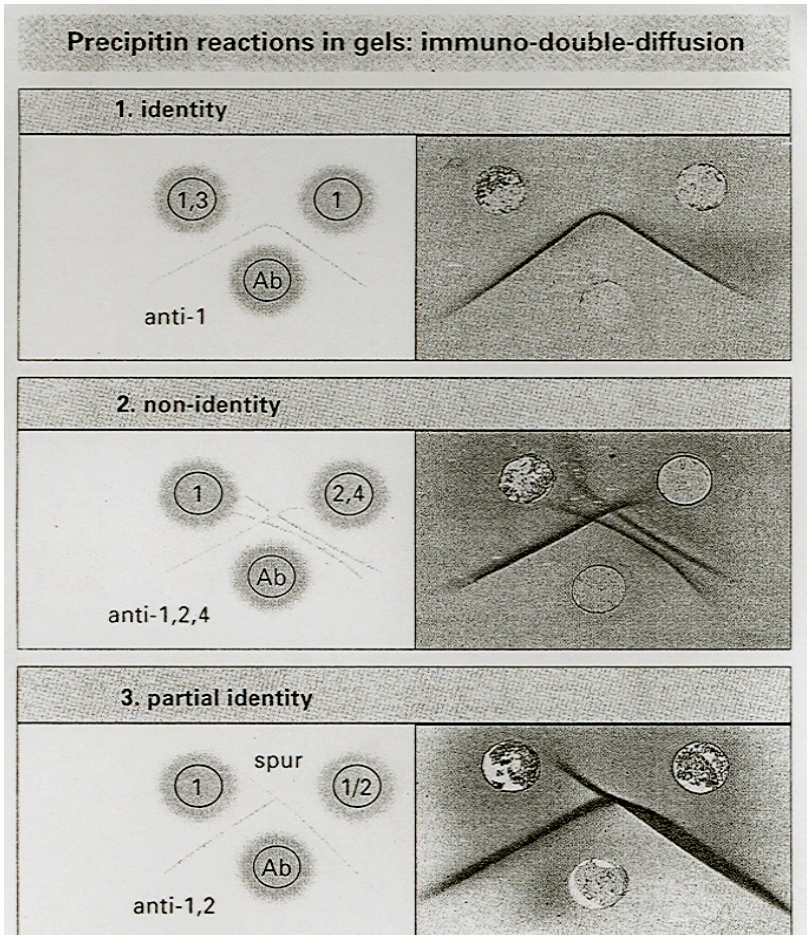 Precipitin reactions in gels: immuno-double-diffusion
1. identity
1,3 1
Ab
anti-1
2. non-identity
1 2,4
Ab
anti-1,2,4
3. partial identity
spur
1 1/2
Ab
anti-1,2